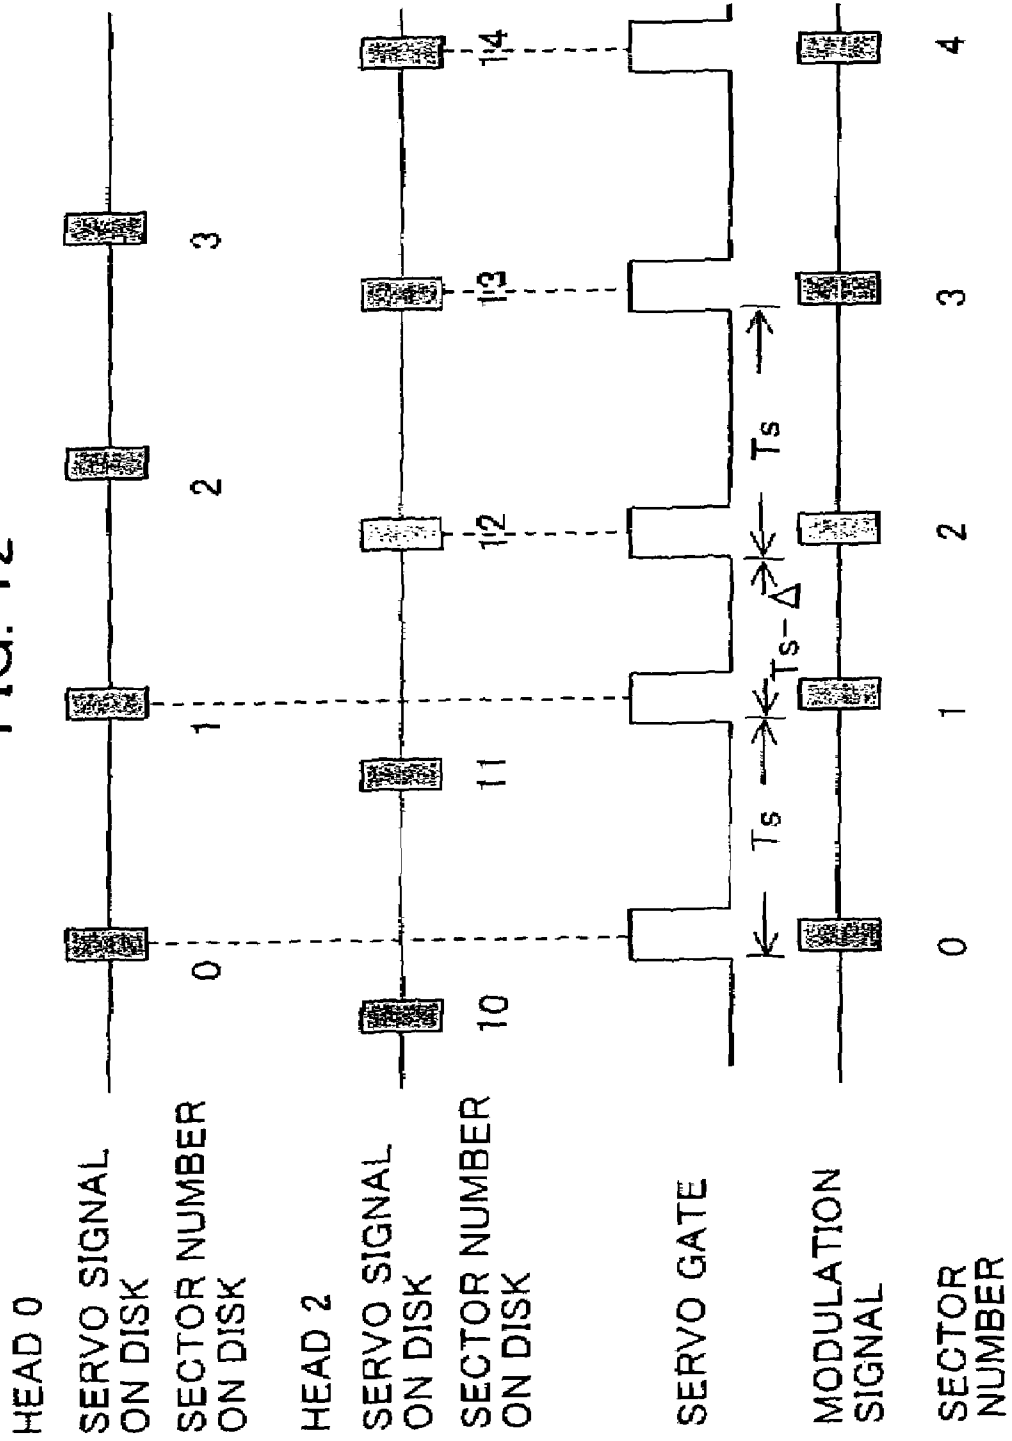 FIG. 12
HEAD 0
SERVO SIGNAL
ON DISK
SECTOR NUMBER
ON DISK
0 1 2 3
HEAD 2
SERVO SIGNAL
ON DISK
SECTOR NUMBER
ON DISK
10 11 12 13 14
SERVO GATE
Ts Ts-Δ Ts
MODULATION
SIGNAL
SECTOR
NUMBER
0 1 2 3 4